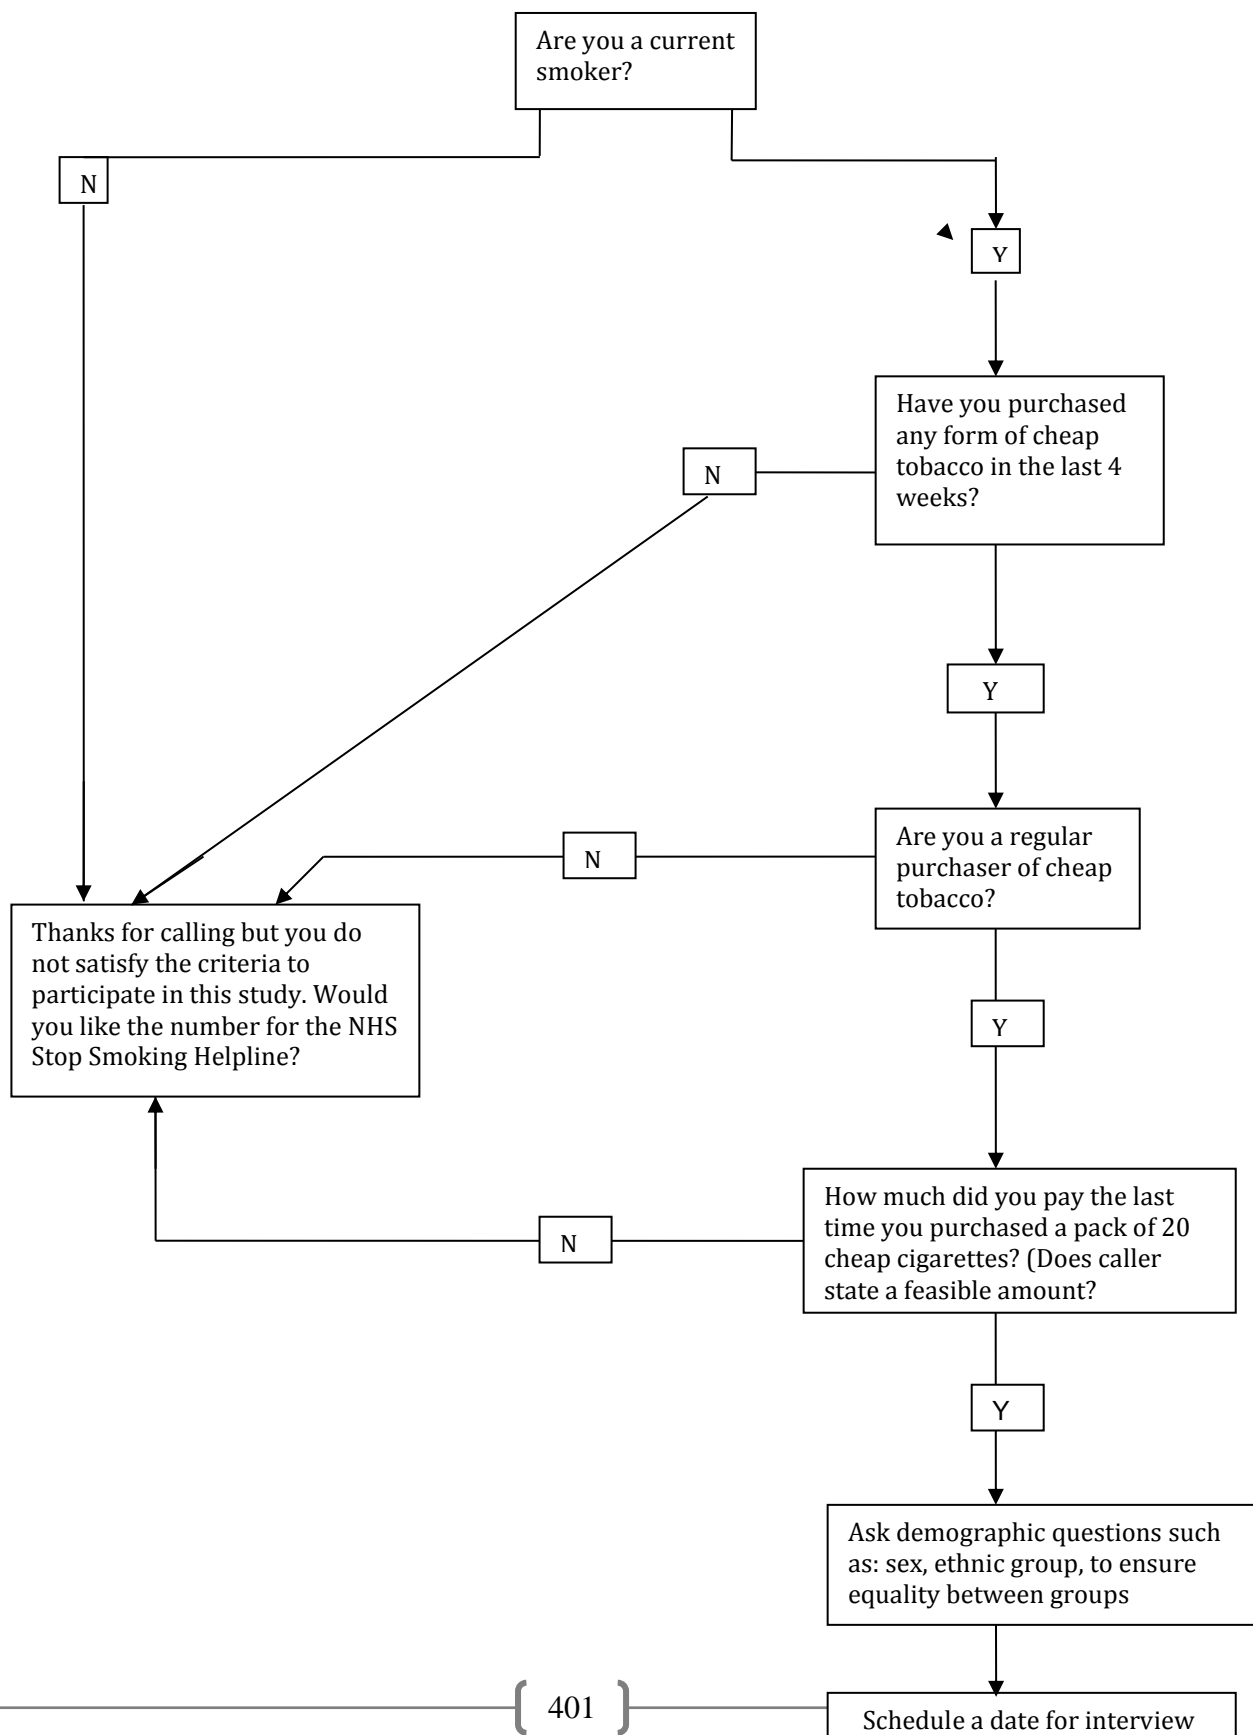 Are you a current
smoker?
N
Y
Have you purchased
any form of cheap
tobacco in the last 4
weeks?
N
Y
Are you a regular
purchaser of cheap
tobacco?
N
Thanks for calling but you do
not satisfy the criteria to
participate in this study. Would
you like the number for the NHS
Stop Smoking Helpline?
Y
How much did you pay the last
time you purchased a pack of 20
cheap cigarettes? (Does caller
state a feasible amount?
N
Y
Ask demographic questions such
as: sex, ethnic group, to ensure
equality between groups
401
Schedule a date for interview